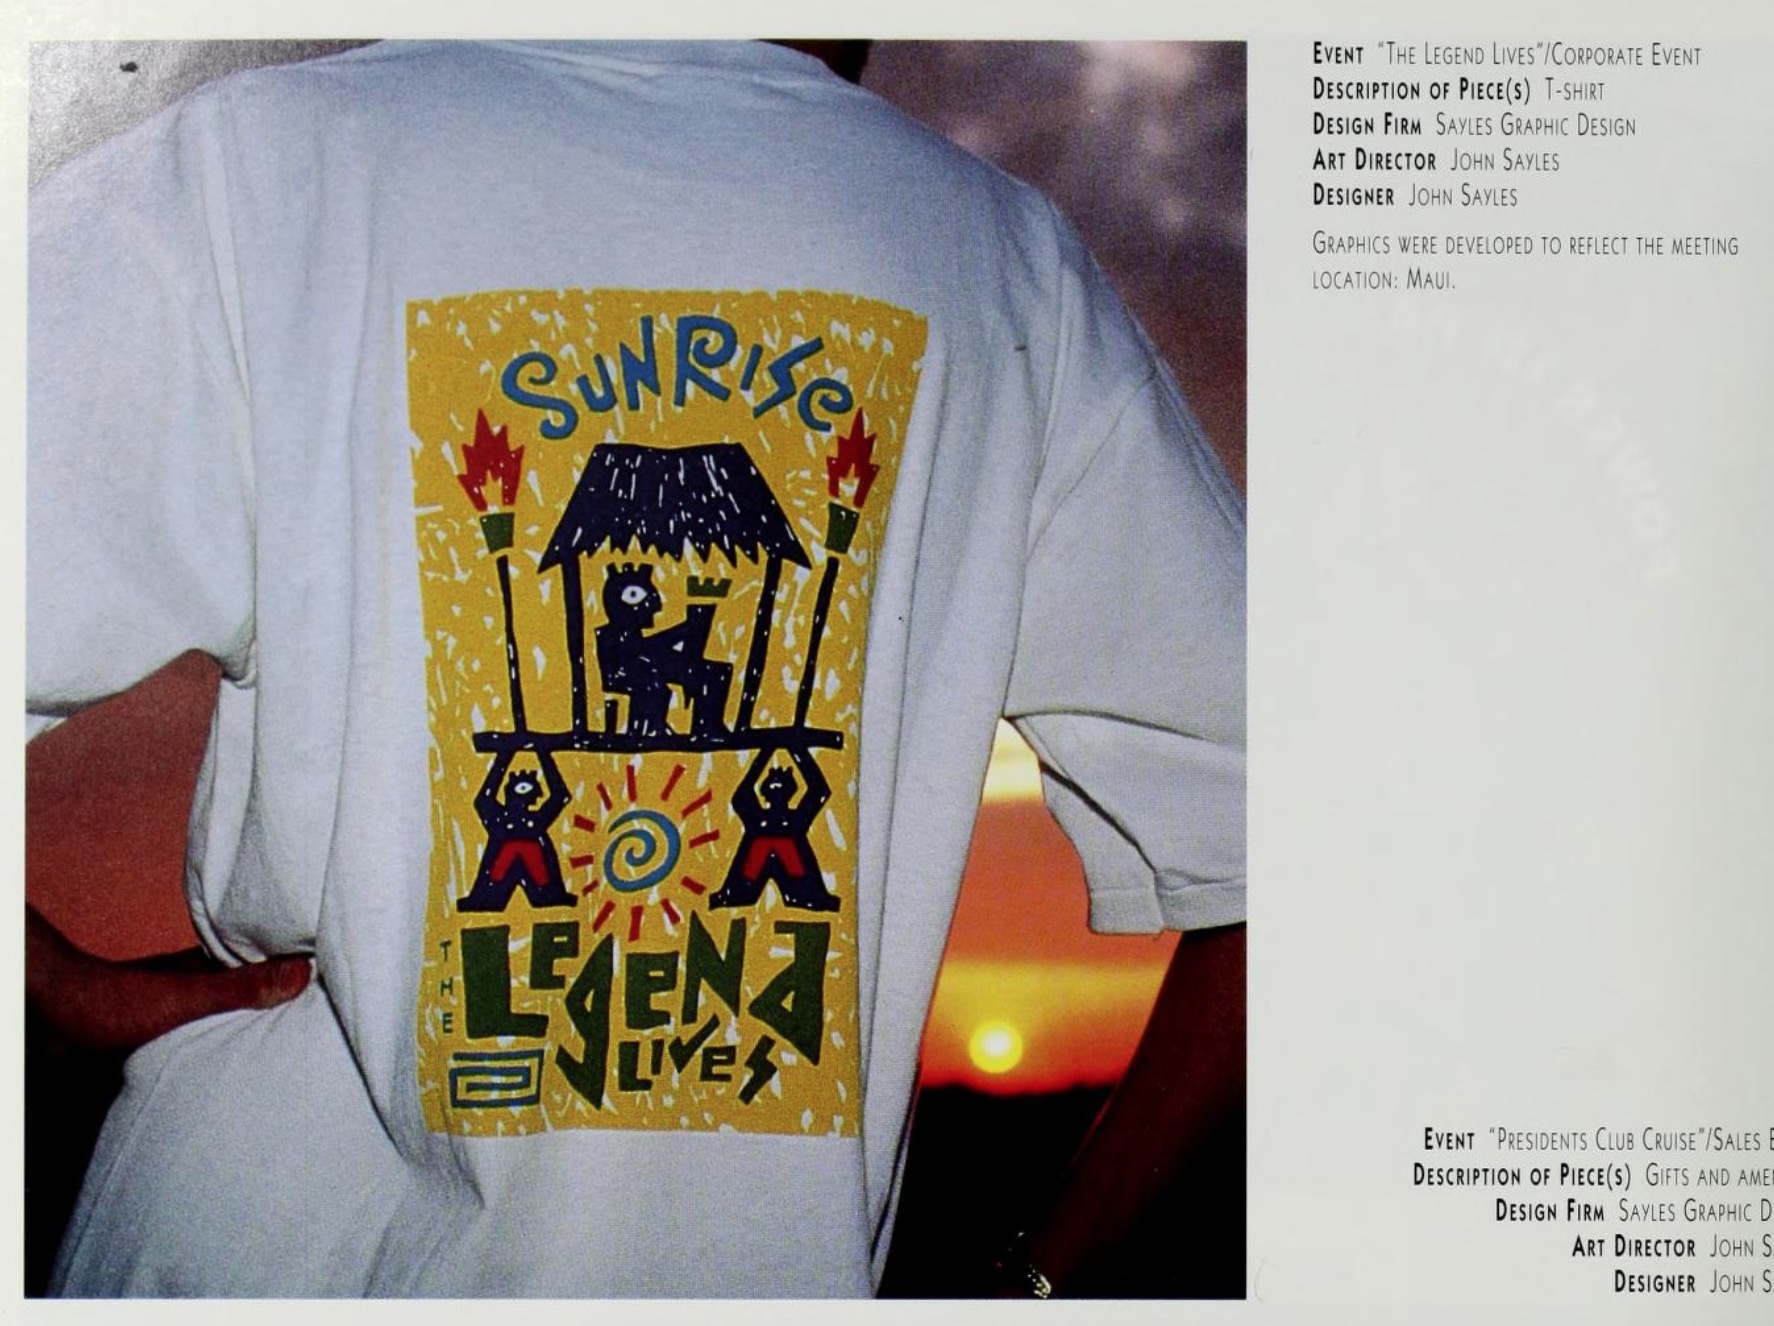 SUNRISE
THE
LEGEND
LIVES
EVENT "THE LEGEND LIVES"/CORPORATE EVENT
DESCRIPTION OF PIECE(S) T-SHIRT
DESIGN FIRM SAYLES GRAPHIC DESIGN
ART DIRECTOR JOHN SAYLES
DESIGNER JOHN SAYLES
GRAPHICS WERE DEVELOPED TO REFLECT THE MEETING
LOCATION: MAUI.
EVENT "PRESIDENTS CLUB CRUISE"/SALES
DESCRIPTION OF PIECE(S) GIFTS AND
DESIGN FIRM SAYLES GRAPHIC
ART DIRECTOR JOHN
DESIGNER JOHN